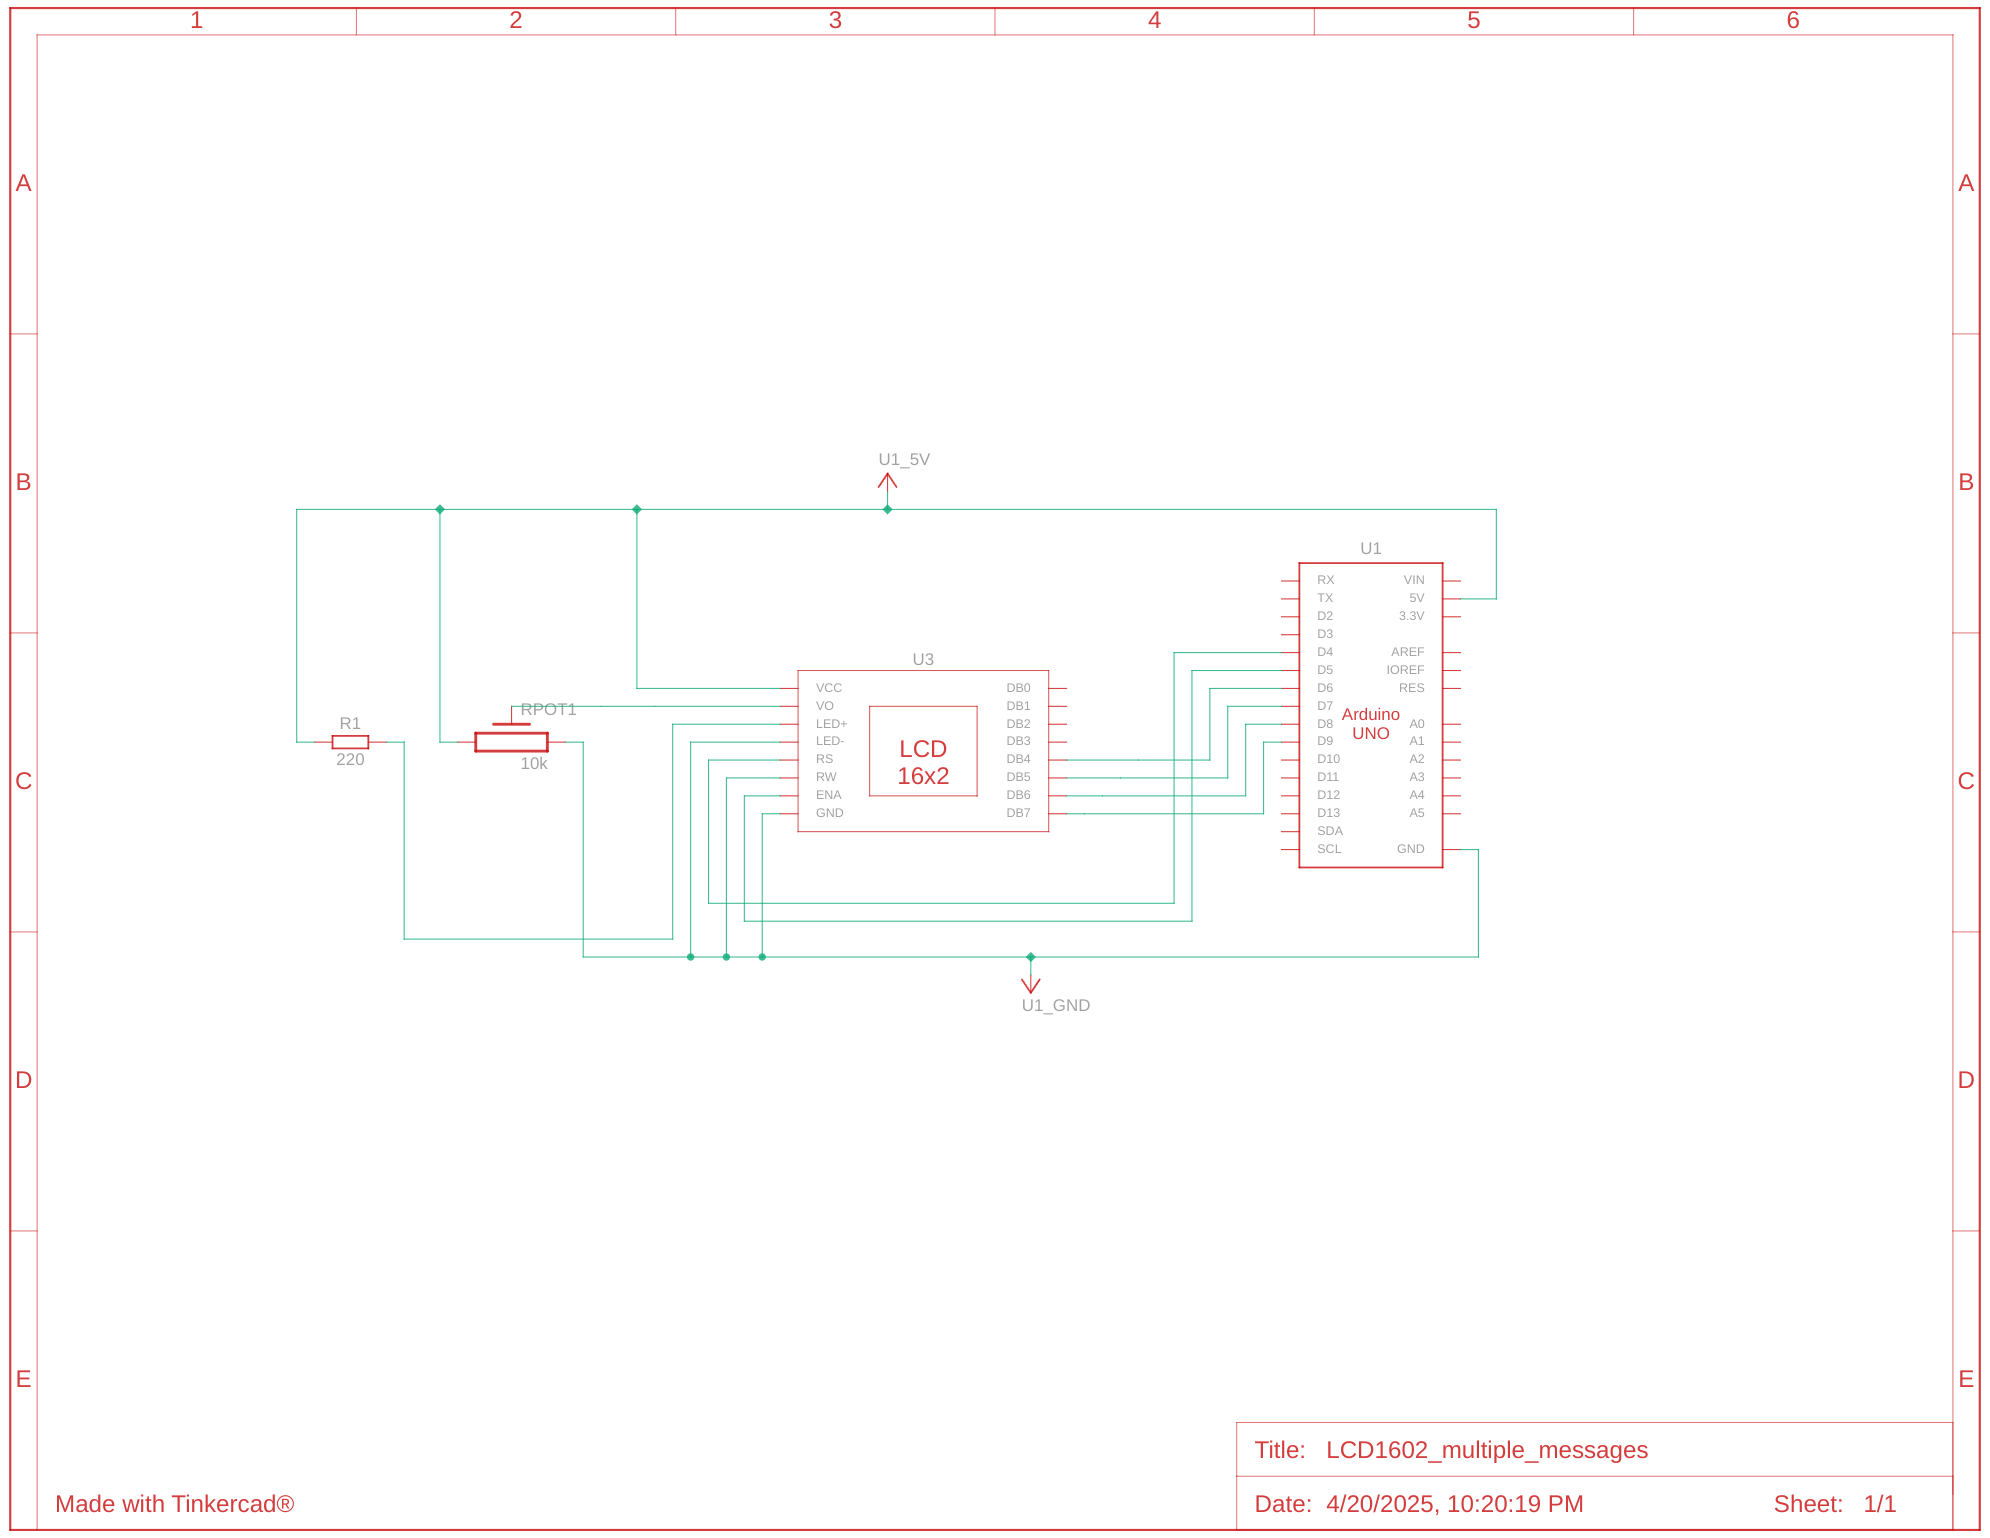 1 2 3 4 5 6
A A
B B
U1_5V
U1
RX VIN
TX 5V
D2 3.3V
D3
D4 AREF
D5 IOREF
D6 RES
D7
D8 A0
D9 A1
D10 A2
D11 A3
D12 A4
D13 A5
SDA
SCL GND
Arduino
UNO
U3
VCC DB0
VO DB1
LED+ DB2
LED- DB3
RS DB4
RW DB5
ENA DB6
GND DB7
LCD
16x2
RPOT1
10k
R1
220
C C
U1_GND
D D
E E
Title: LCD1602_multiple_messages
Date: 4/20/2025, 10:20:19 PM Sheet: 1/1
Made with Tinkercad®